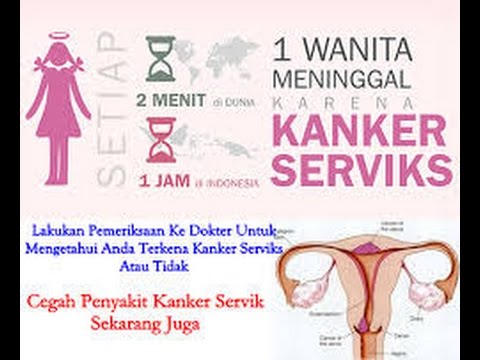 SETIAP
2 MENIT di DUNIA
1 JAM di INDONESIA
1 WANITA
MENINGGAL
KARENA
KANKER
SERVIKS
Lakukan Pemeriksaan Ke Dokter Untuk
Mengetahui Anda Terkena Kanker Serviks
Atau Tidak
Cegah Penyakit Kanker Servik
Sekarang Juga